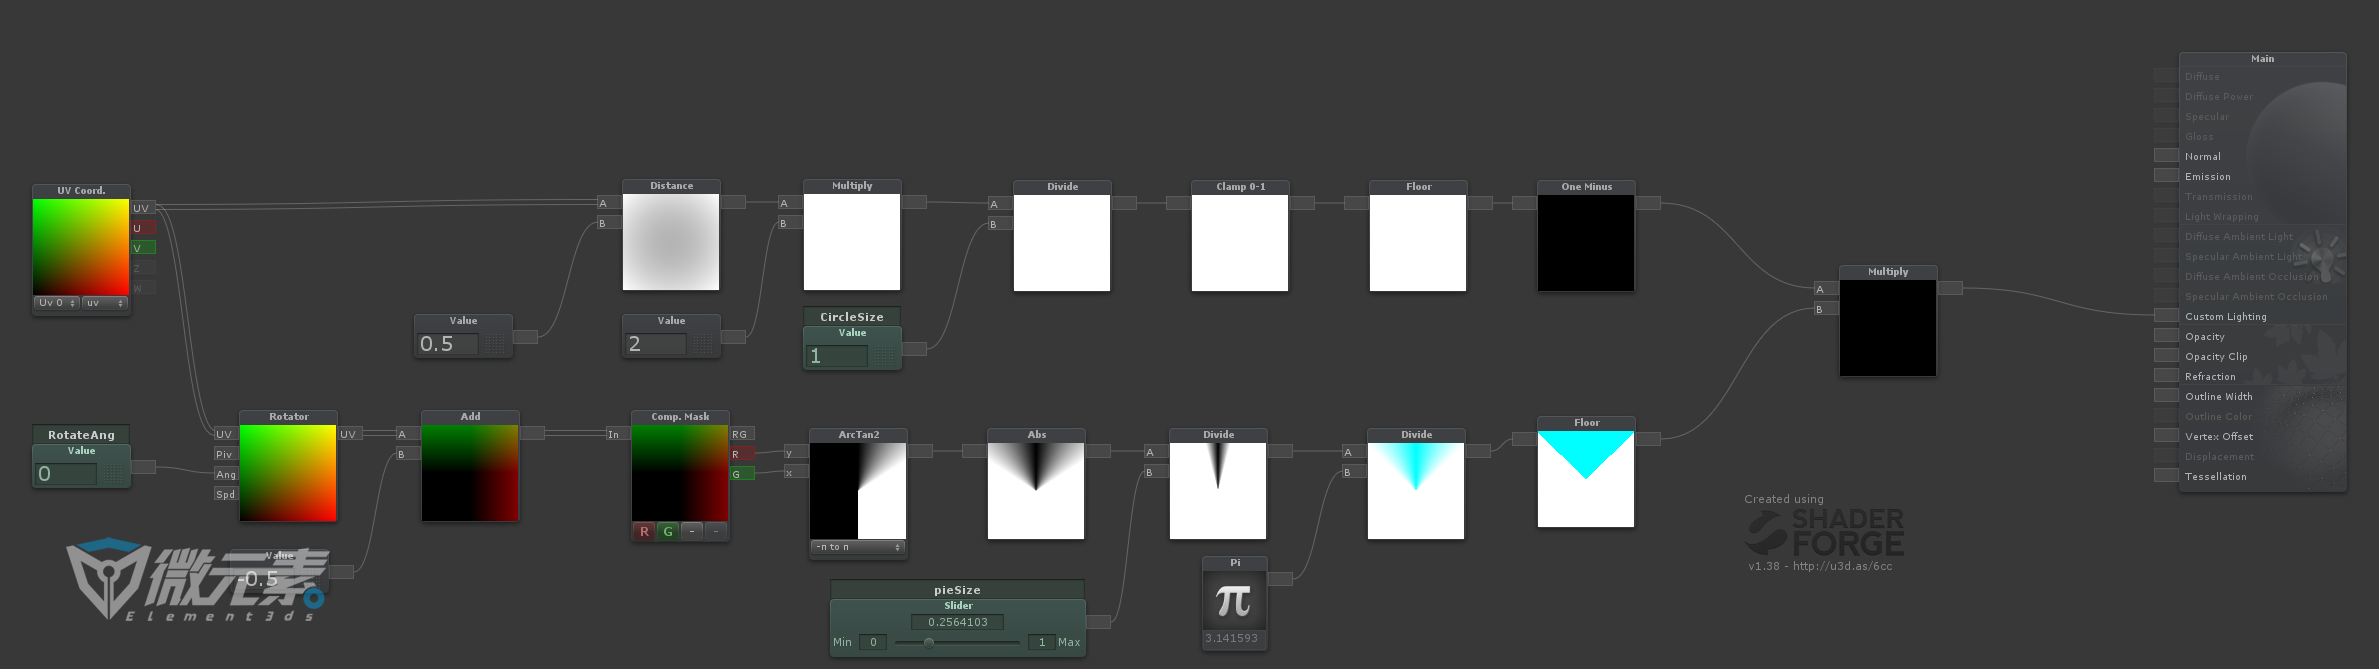 Main
Diffuse
Diffuse Power
Specular
Gloss
Normal
Emission
Transmission
Light Wrapping
Diffuse Ambient Light
Specular Ambient Light
Diffuse Ambient Occlusion
Specular Ambient Occlusion
Custom Lighting
Opacity
Opacity Clip
Refraction
Outline Width
Outline Color
Vertex Offset
Displacement
Tessellation
UV Coord.
UV
U
V
Z
W
Uv 0
uv
Distance
A
B
Value
0.5
Multiply
A
B
Value
2
CircleSize
Value
1
Divide
A
B
Clamp 0-1
Floor
One Minus
Multiply
A
B
RotateAng
Value
0
Rotator
UV
Piv
Ang
Spd
UV
Add
A
B
Value
-0.5
Comp. Mask
In
RG
R
G
R G - -
ArcTan2
y
x
-π to π
Abs
pieSize
Slider
0.2564103
Min 0 1 Max
Divide
A
B
Pi
π
3.141593
Divide
A
B
Floor
Created using
SHADER
FORGE
v1.38 - http://u3d.as/6cc
微元素
Element3ds